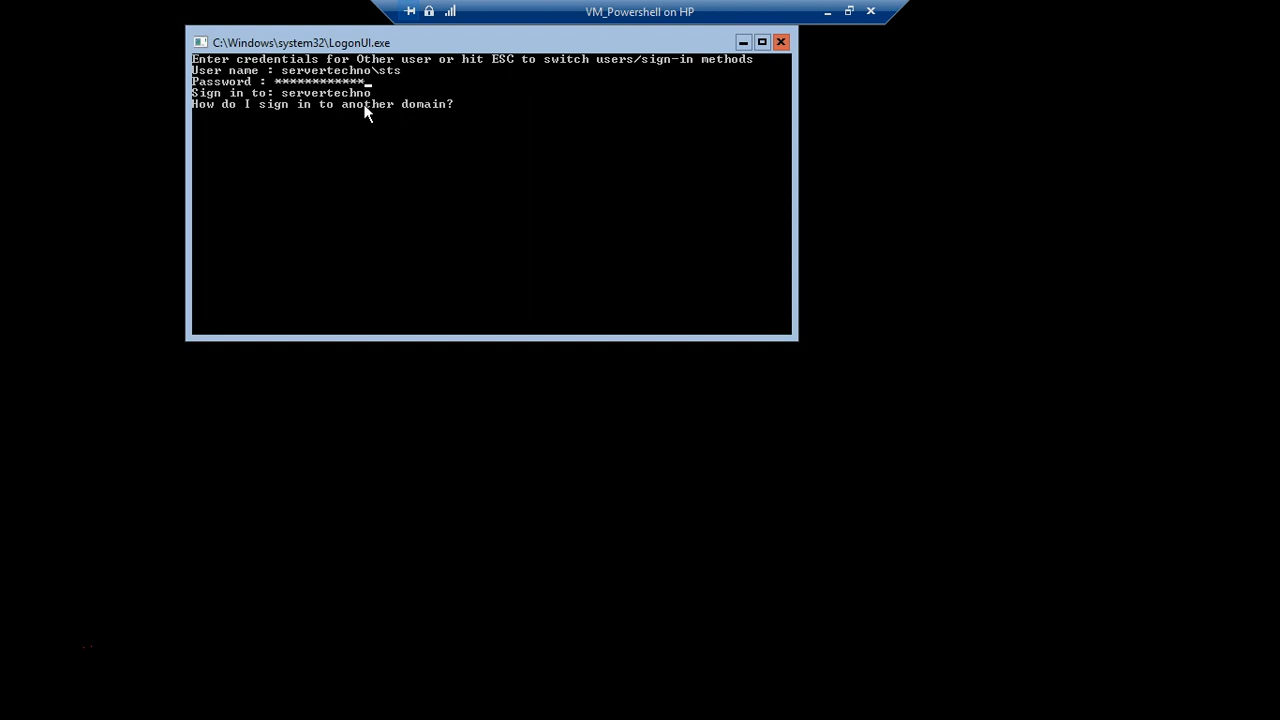 VM_Powershell on HP
C:\Windows\system32\LogonUI.exe
Enter credentials for Other user or hit ESC to switch users/sign-in methods
User name : servertechno\sts
Password : ************_
Sign in to: servertechno
How do I sign in to another domain?